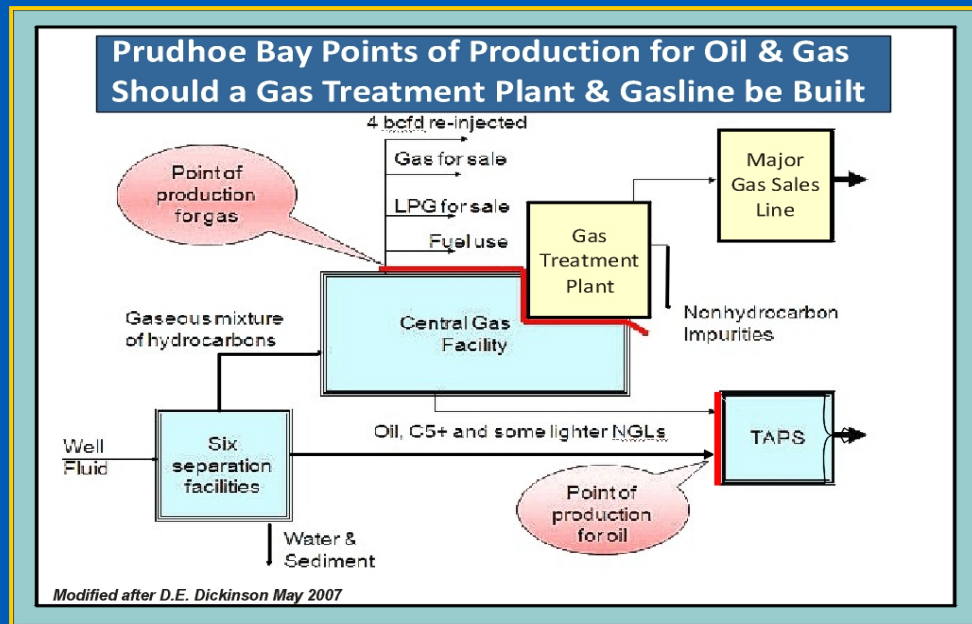 Prudhoe Bay Points of Production for Oil & Gas
Should a Gas Treatment Plant & Gasline be Built
4 bcfd re-injected
Gas for sale
LPG for sale
Fuel use
Point of
production
for gas
Gas
Treatment
Plant
Major
Gas Sales
Line
Nonhydrocarbon
Impurities
Gaseous mixture
of hydrocarbons
Central Gas
Facility
Well
Fluid
Six
separation
facilities
Oil, C5+ and some lighter NGLs
TAPS
Point of
production
for oil
Water &
Sediment
Modified after D.E. Dickinson May 2007